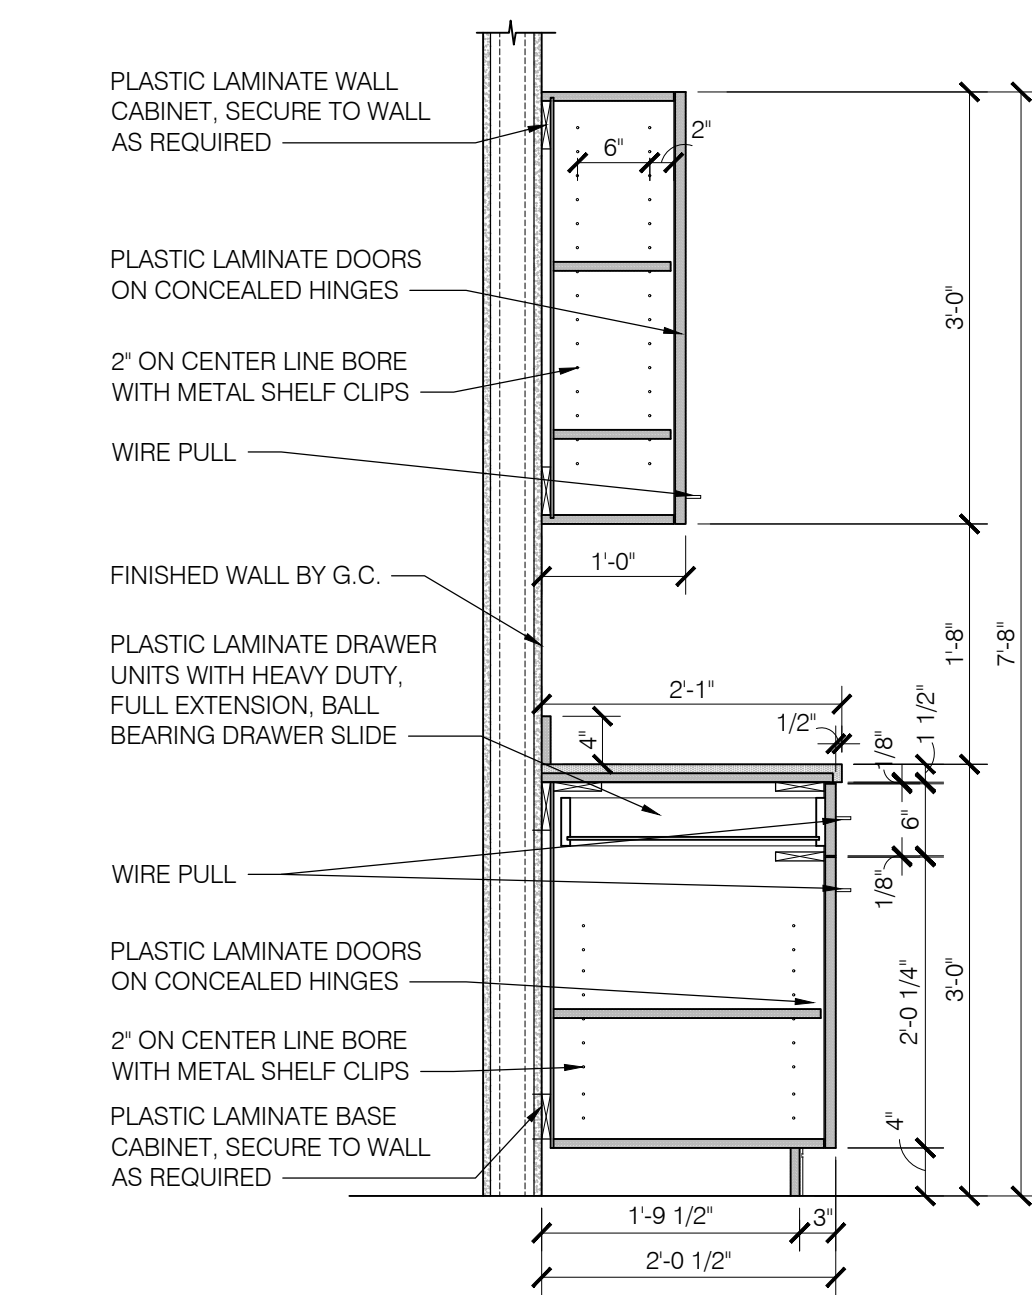 PLASTIC LAMINATE WALL
CABINET, SECURE TO WALL
AS REQUIRED
6"
2"
PLASTIC LAMINATE DOORS
ON CONCEALED HINGES
3'-0"
2" ON CENTER LINE BORE
WITH METAL SHELF CLIPS
WIRE PULL
1'-0"
FINISHED WALL BY G.C.
1'-8"
7'-8"
PLASTIC LAMINATE DRAWER
UNITS WITH HEAVY DUTY,
FULL EXTENSION, BALL
BEARING DRAWER SLIDE
2'-1"
4"
1/2"
1/8"
1 1/2"
6"
WIRE PULL
1/8"
PLASTIC LAMINATE DOORS
ON CONCEALED HINGES
2'-0 1/4"
3'-0"
2" ON CENTER LINE BORE
WITH METAL SHELF CLIPS
PLASTIC LAMINATE BASE
CABINET, SECURE TO WALL
AS REQUIRED
4"
1'-9 1/2"
3"
2'-0 1/2"